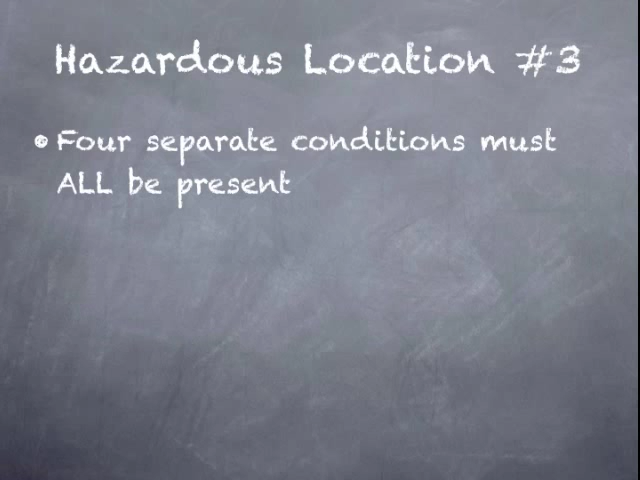 Hazardous Location #3
• Four separate conditions must
ALL be present